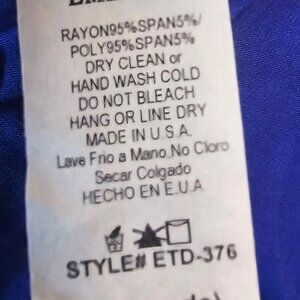 RAYON95%SPAN5%/
POLY95%SPAN5%
DRY CLEAN or
HAND WASH COLD
DO NOT BLEACH
HANG OR LINE DRY
MADE IN U.S.A.
Lave Frio a Mano.No Cloro
Secar Colgado
HECHO EN E.U.A
STYLE# ETD-376